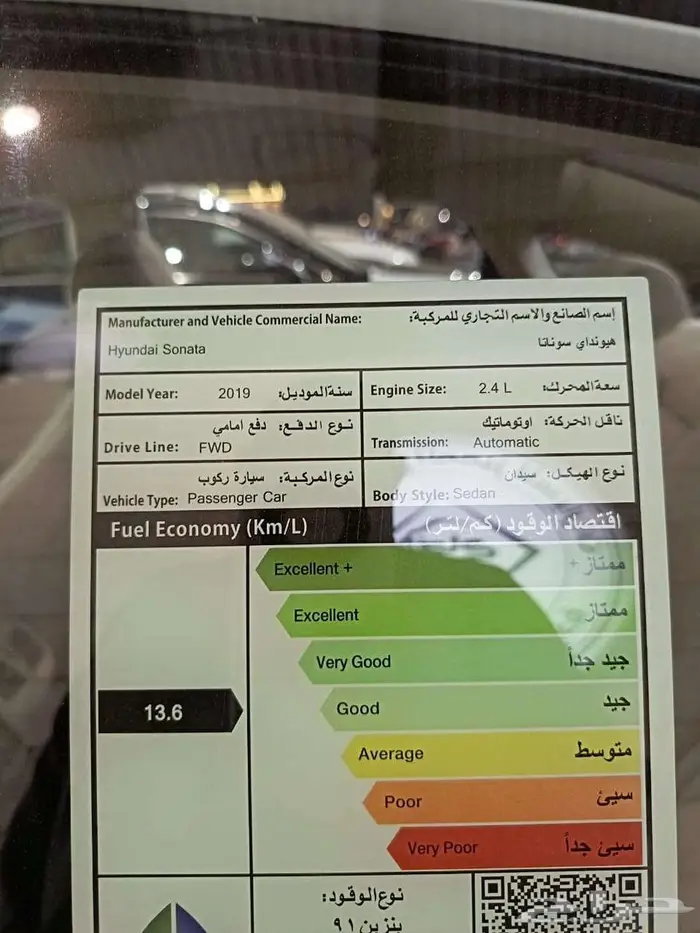 Manufacturer and Vehicle Commercial Name: إسم الصانع والاسم التجاري للمركبة:
Hyundai Sonata هيونداي سوناتا
Model Year: 2019 سنة الموديل: Engine Size: 2.4 L سعة المحرك:
نوع الدفع: دفع امامي ناقل الحركة: اوتوماتيك
Drive Line: FWD Transmission: Automatic
نوع المركبة: سيارة ركوب نوع الهيكل: سيدان
Vehicle Type: Passenger Car Body Style: Sedan
Fuel Economy (Km/L) اقتصاد الوقود (كم/لتر)
Excellent + ممتاز +
Excellent ممتاز
Very Good جيد جداً
13.6 Good جيد
Average متوسط
Poor سيئ
Very Poor سيئ جداً
نوع الوقود:
بنزين ٩١